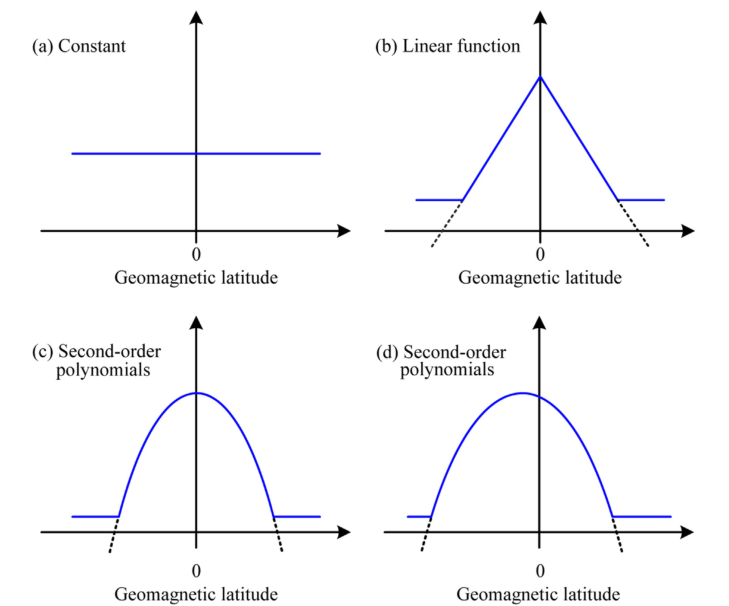 (a) Constant
(b) Linear function
0
0
Geomagnetic latitude
Geomagnetic latitude
(c) Second-order
polynomials
(d) Second-order
polynomials
0
0
Geomagnetic latitude
Geomagnetic latitude